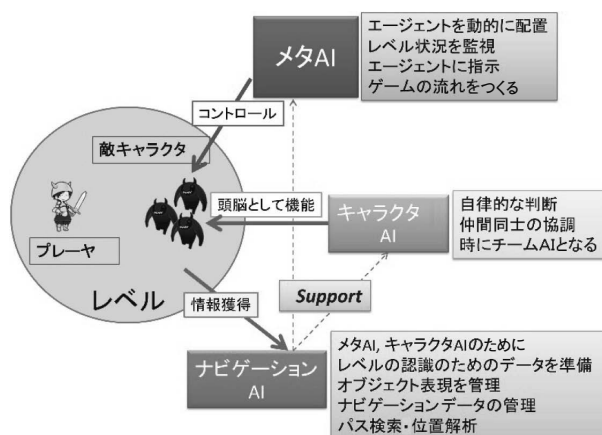 メタAI
エージェントを動的に配置
レベル状況を監視
エージェントに指示
ゲームの流れをつくる
コントロール
敵キャラクタ
プレーヤ
レベル
頭脳として機能
キャラクタ
AI
自律的な判断
仲間同士の協調
時にチームAIとなる
情報獲得
Support
ナビゲーション
AI
メタAI, キャラクタAIのために
レベルの認識のためのデータを準備
オブジェクト表現を管理
ナビゲーションデータの管理
パス検索・位置解析